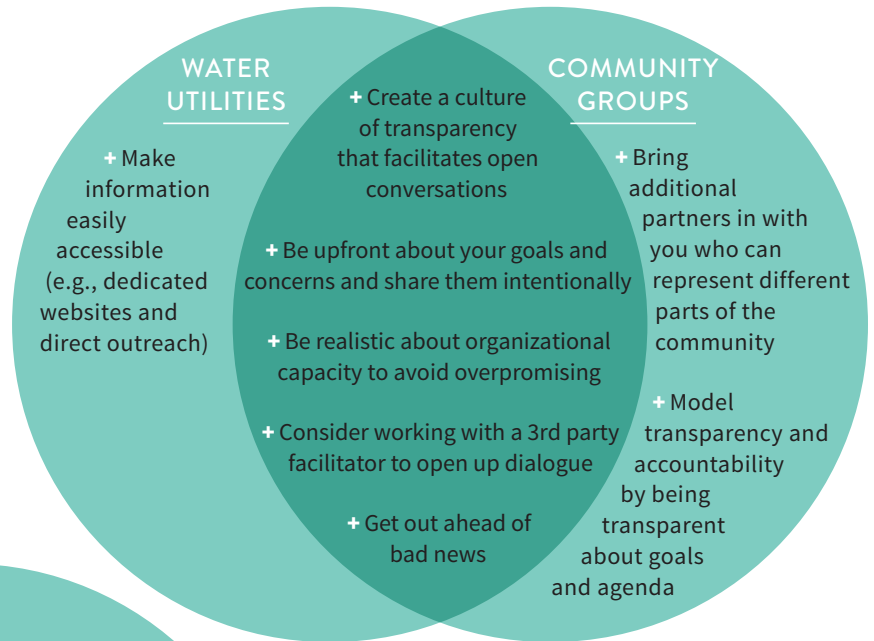 WATER
UTILITIES
+ Make
information
easily
accessible
(e.g., dedicated
websites and
direct outreach)
+ Create a culture
of transparency
that facilitates open
conversations
+ Be upfront about your goals and
concerns and share them intentionally
+ Be realistic about organizational
capacity to avoid overpromising
+ Consider working with a 3rd party
facilitator to open up dialogue
+ Get out ahead of
bad news
COMMUNITY
GROUPS
+ Bring
additional
partners in with
you who can
represent different
parts of the
community
+ Model
transparency and
accountability
by being
transparent
about goals
and agenda